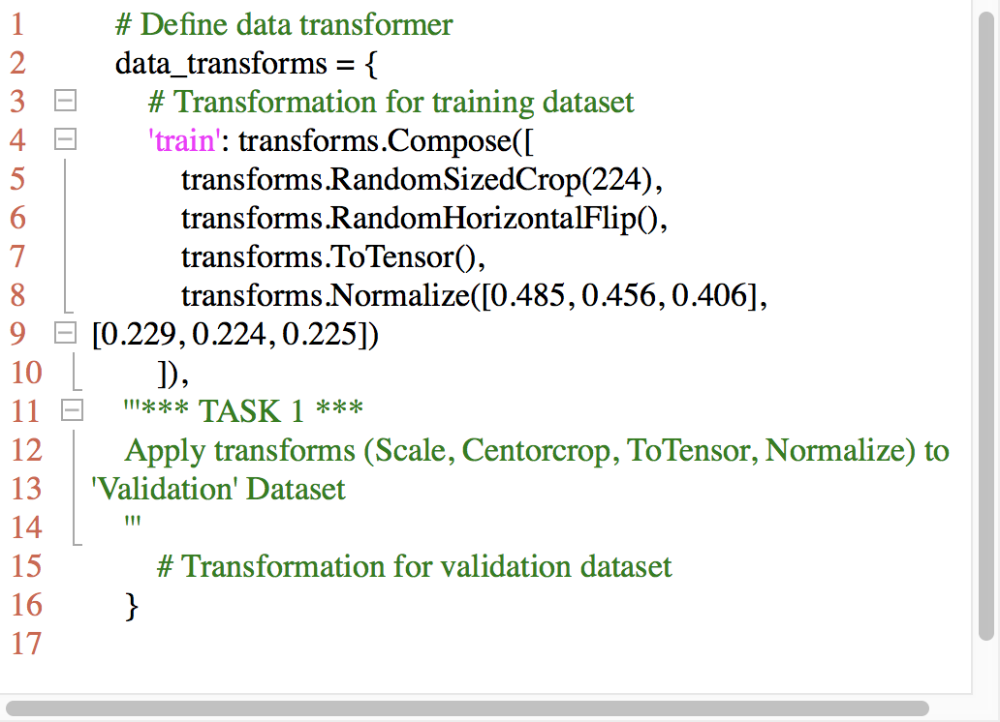 1 # Define data transformer
2 data_transforms = {
3 # Transformation for training dataset
4 'train': transforms.Compose([
5 transforms.RandomSizedCrop(224),
6 transforms.RandomHorizontalFlip(),
7 transforms.ToTensor(),
8 transforms.Normalize([0.485, 0.456, 0.406],
9 [0.229, 0.224, 0.225])
10 ]),
11 '''*** TASK 1 ***
12 Apply transforms (Scale, Centorcrop, ToTensor, Normalize) to
13 'Validation' Dataset
14 '''
15 # Transformation for validation dataset
16 }
17